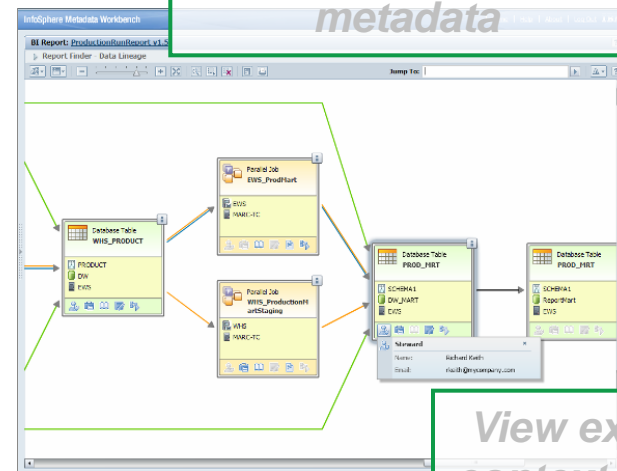 metadata
InfoSphere Metadata Workbench
BI Report: ProductionRunReport v1.5
Report Finder - Data Lineage
Jump To:
Parallel Job
EWS_ProdMart
EWS
MARC-TC
Database Table
WHS_PRODUCT
PRODUCT
DW
EWS
Database Table
PROD_MRT
SCHEMA1
DW_MART
EWS
Database Table
PROD_MRT
SCHEMA1
ReportMart
EWS
Parallel Job
WHS_ProductionM
artStaging
WHS
MARC-TC
Steward
Name: Richard Keith
Email: rkeith@mycompany.com
View ex